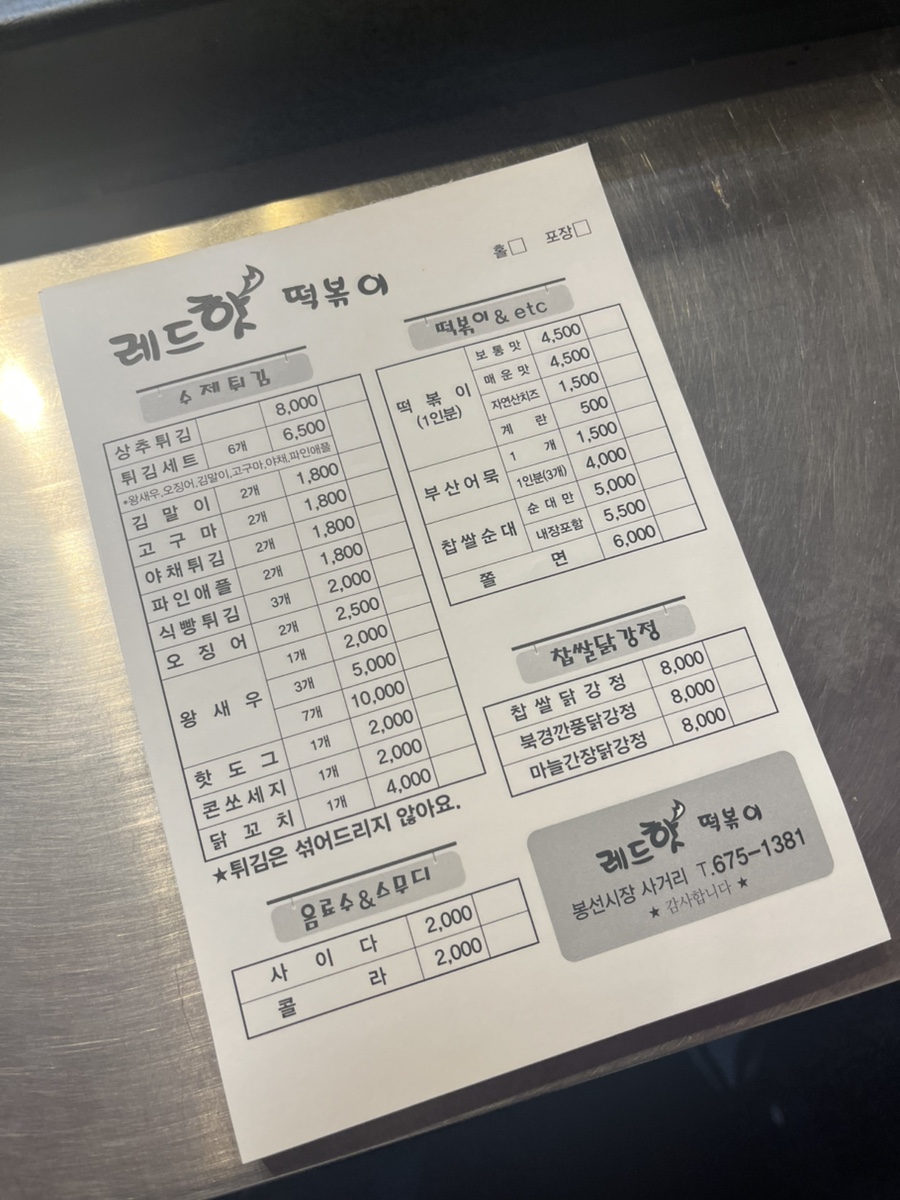 홀□ 포장□
레드핫 떡볶이
수제튀김
상추튀김 8,000
튀김세트 6개 6,500
*왕새우,오징어,김말이,고구마,야채,파인애플
김말이 2개 1,800
고구마 2개 1,800
야채튀김 2개 1,800
파인애플 2개 1,800
식빵튀김 3개 2,000
오징어 2개 2,500
왕새우 1개 2,000
3개 5,000
7개 10,000
핫도그 1개 2,000
콘쏘세지 1개 2,000
닭꼬치 1개 4,000
★튀김은 섞어드리지 않아요.
음료수&스무디
사이다 2,000
콜라 2,000
떡볶이 & etc
떡볶이 (1인분) 보통맛 4,500
매운맛 4,500
자연산치즈 1,500
계란 500
부산어묵 1개 1,500
1인분(3개) 4,000
찹쌀순대 순대만 5,000
내장포함 5,500
쫄면 6,000
찹쌀닭강정
찹쌀닭강정 8,000
북경깐풍닭강정 8,000
마늘간장닭강정 8,000
레드핫 떡볶이
봉선시장 사거리 T.675-1381
★ 감사합니다 ★